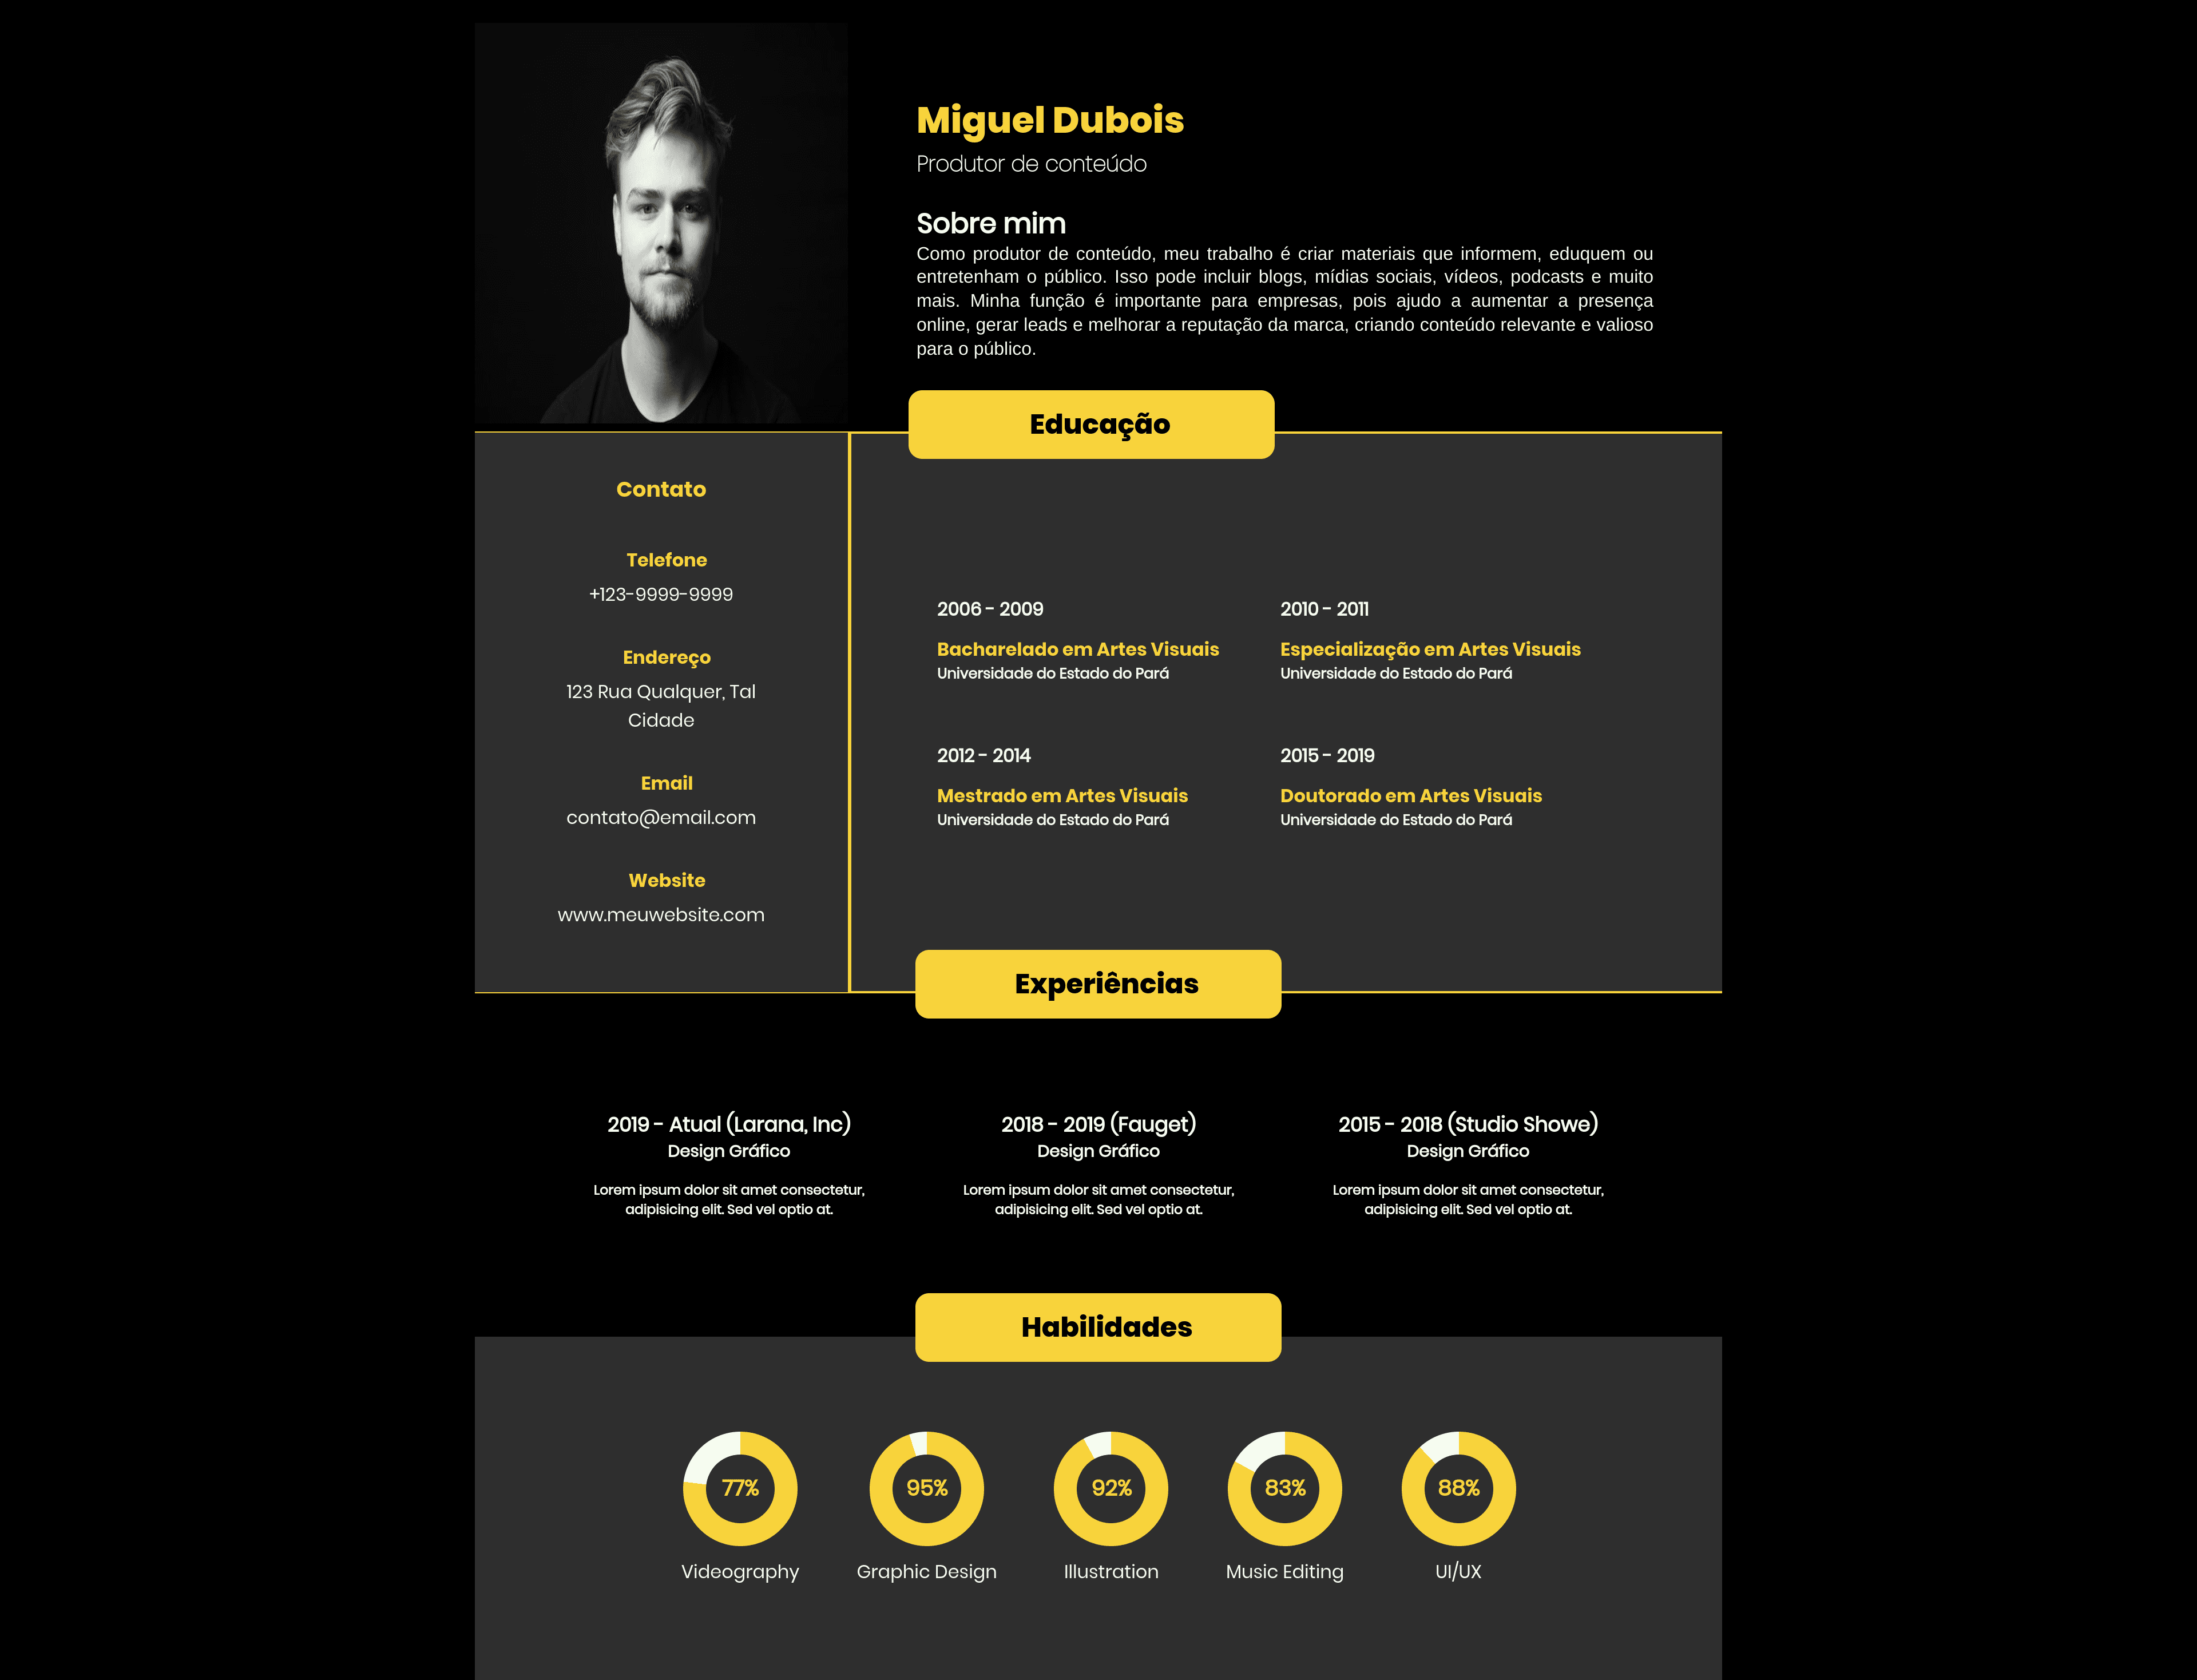 Miguel Dubois
Produtor de conteúdo
Sobre mim
Como produtor de conteúdo, meu trabalho é criar materiais que informem, eduquem ou
entretenham o público. Isso pode incluir blogs, mídias sociais, vídeos, podcasts e muito
mais. Minha função é importante para empresas, pois ajudo a aumentar a presença
online, gerar leads e melhorar a reputação da marca, criando conteúdo relevante e valioso
para o público.
Contato
Telefone
+123-9999-9999
Endereço
123 Rua Qualquer, Tal
Cidade
Email
contato@email.com
Website
www.meuwebsite.com
Educação
2006 - 2009
Bacharelado em Artes Visuais
Universidade do Estado do Pará
2010 - 2011
Especialização em Artes Visuais
Universidade do Estado do Pará
2012 - 2014
Mestrado em Artes Visuais
Universidade do Estado do Pará
2015 - 2019
Doutorado em Artes Visuais
Universidade do Estado do Pará
Experiências
2019 - Atual (Larana, Inc)
Design Gráfico
Lorem ipsum dolor sit amet consectetur,
adipisicing elit. Sed vel optio at.
2018 - 2019 (Fauget)
Design Gráfico
Lorem ipsum dolor sit amet consectetur,
adipisicing elit. Sed vel optio at.
2015 - 2018 (Studio Showe)
Design Gráfico
Lorem ipsum dolor sit amet consectetur,
adipisicing elit. Sed vel optio at.
Habilidades
77%
Videography
95%
Graphic Design
92%
Illustration
83%
Music Editing
88%
UI/UX